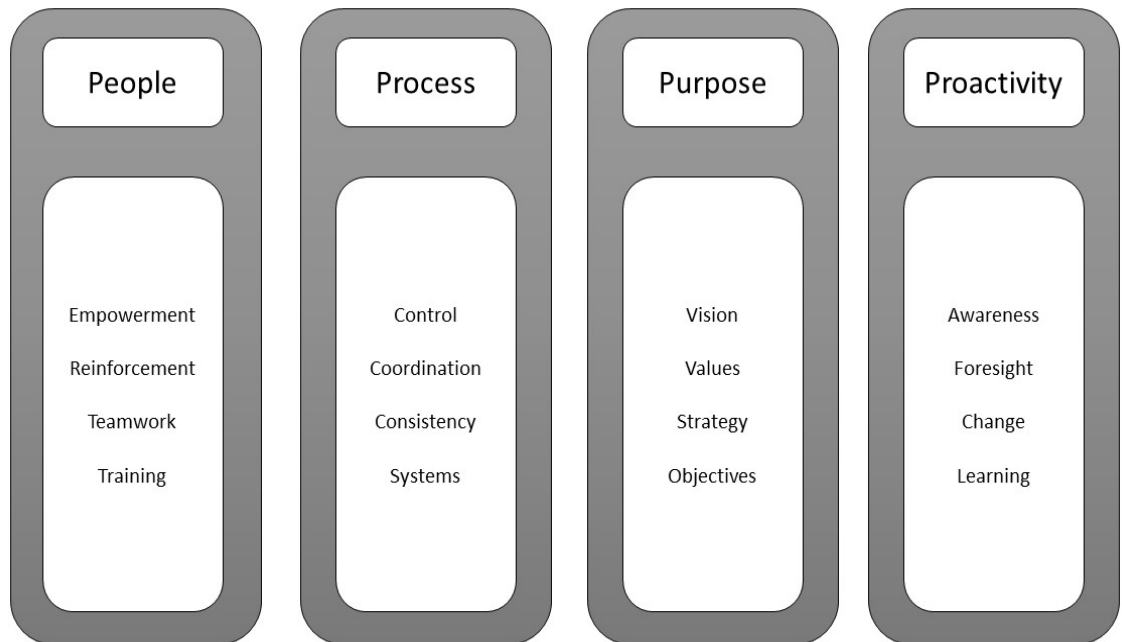 People
Empowerment
Reinforcement
Teamwork
Training
Process
Control
Coordination
Consistency
Systems
Purpose
Vision
Values
Strategy
Objectives
Proactivity
Awareness
Foresight
Change
Learning